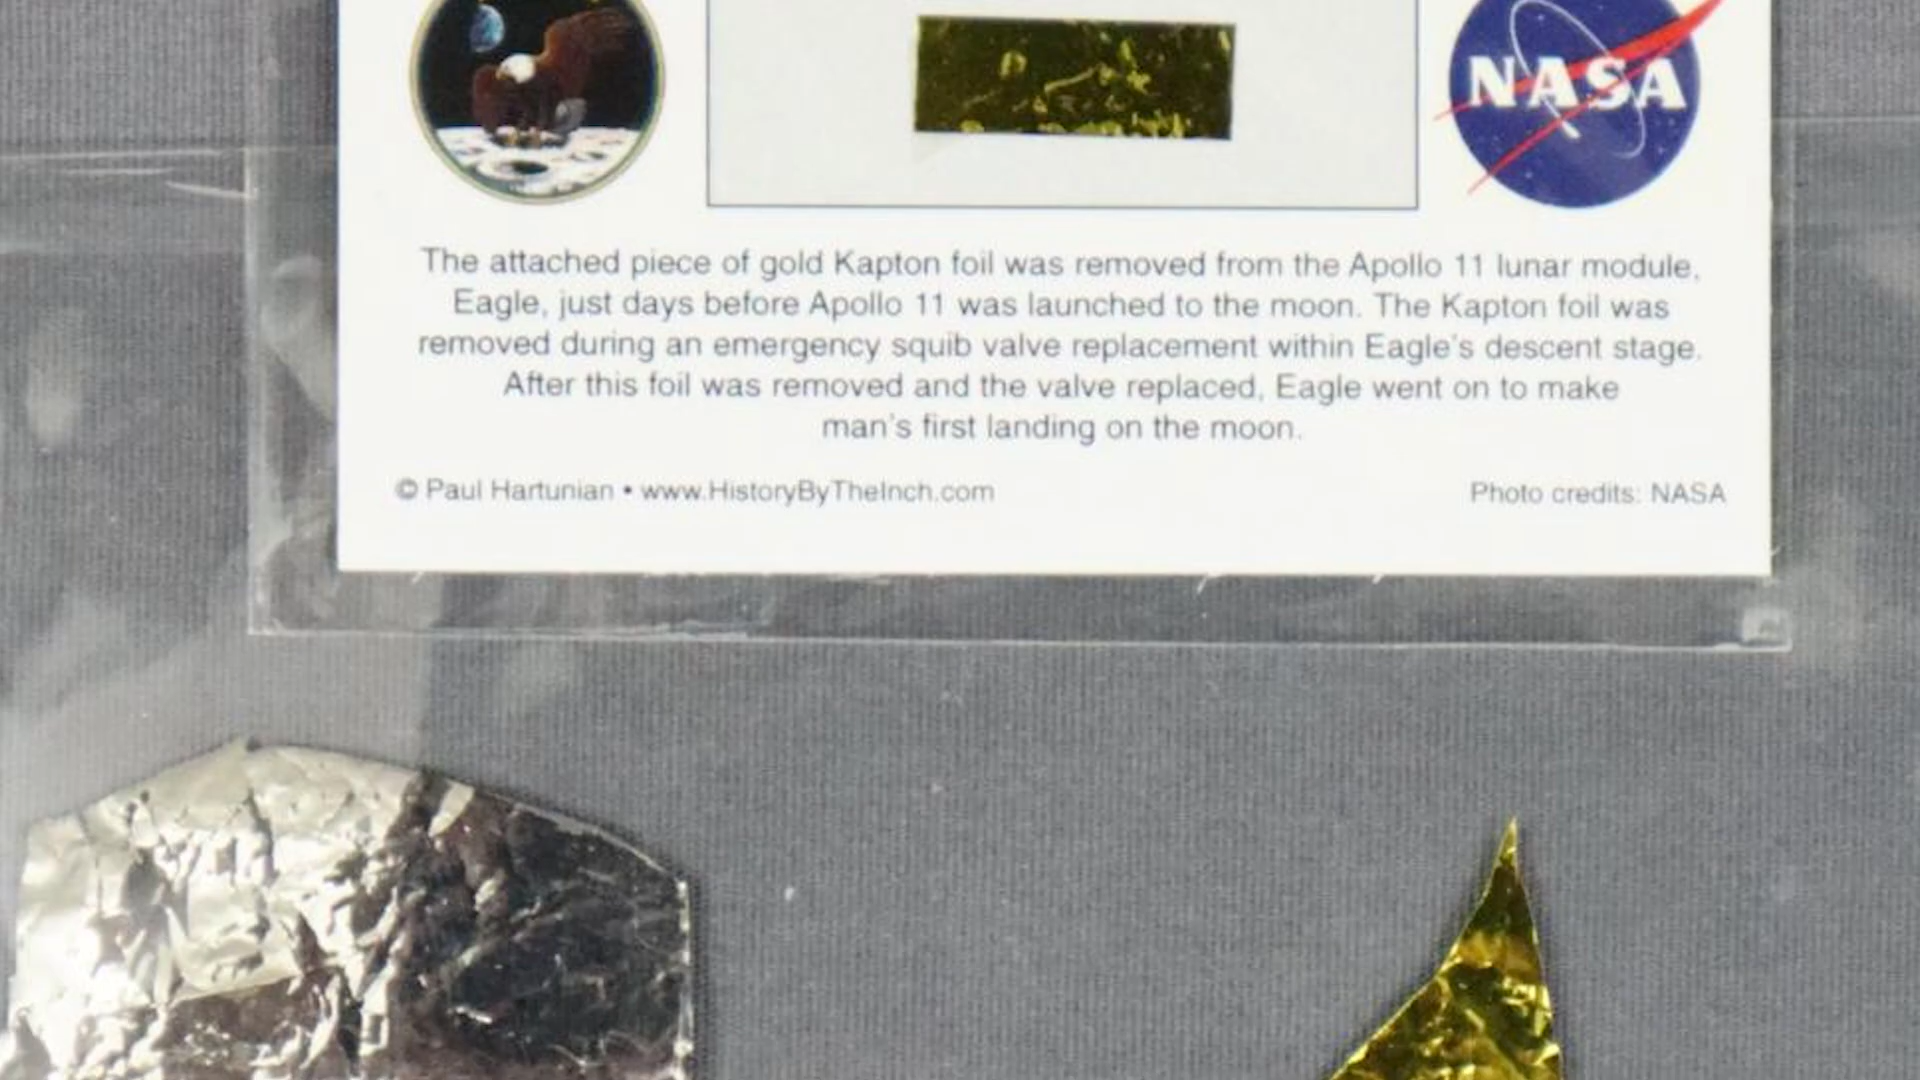 NASA
The attached piece of gold Kapton foil was removed from the Apollo 11 lunar module,
Eagle, just days before Apollo 11 was launched to the moon. The Kapton foil was
removed during an emergency squib valve replacement within Eagle's descent stage.
After this foil was removed and the valve replaced, Eagle went on to make
man's first landing on the moon.
© Paul Hartunian • www.HistoryByTheInch.com
Photo credits: NASA